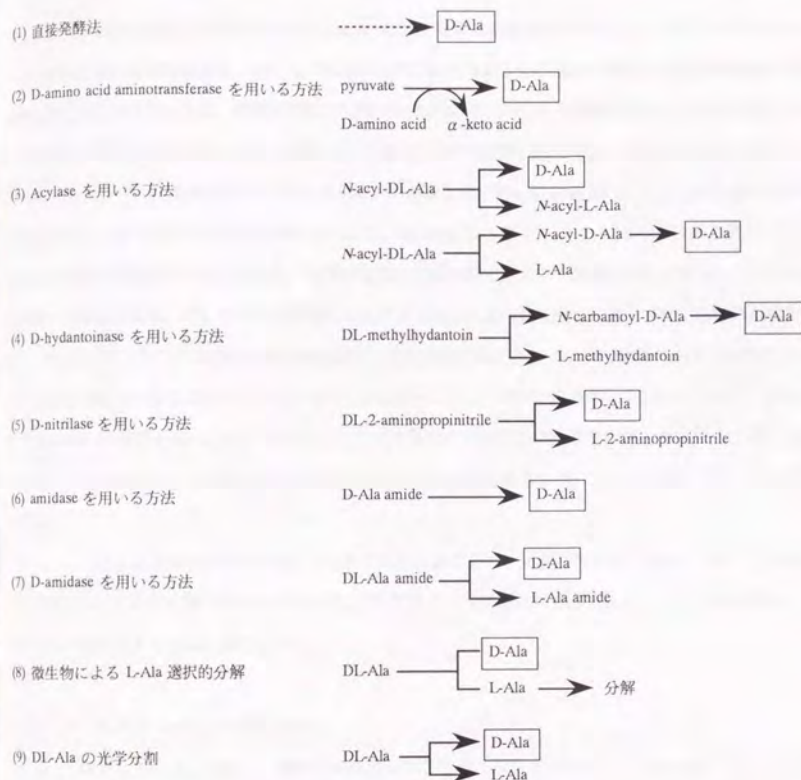 (1) 直接発酵法
D-Ala
(2) D-amino acid aminotransferase を用いる方法
pyruvate
D-Ala
D-amino acid α-keto acid
(3) Acylase を用いる方法
N-acyl-DL-Ala
D-Ala
N-acyl-L-Ala
N-acyl-DL-Ala
N-acyl-D-Ala
D-Ala
L-Ala
(4) D-hydantoinase を用いる方法
DL-methylhydantoin
N-carbamoyl-D-Ala
D-Ala
L-methylhydantoin
(5) D-nitrilase を用いる方法
DL-2-aminopropinitrile
D-Ala
L-2-aminopropinitrile
(6) amidase を用いる方法
D-Ala amide
D-Ala
(7) D-amidase を用いる方法
DL-Ala amide
D-Ala
L-Ala amide
(8) 微生物による L-Ala 選択的分解
DL-Ala
D-Ala
L-Ala
分解
(9) DL-Ala の光学分割
DL-Ala
D-Ala
L-Ala